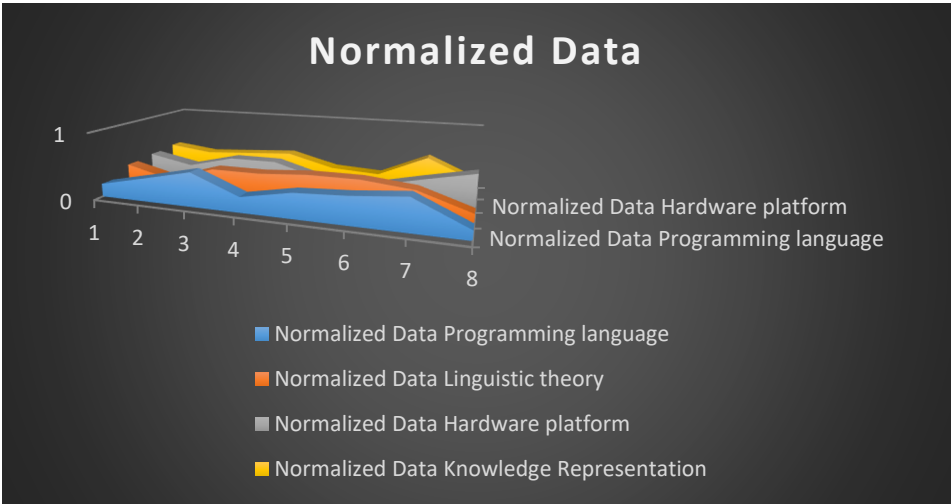 Normalized Data
1
0
1
2
3
4
5
6
7
8
Normalized Data Hardware platform
Normalized Data Programming language
Normalized Data Programming language
Normalized Data Linguistic theory
Normalized Data Hardware platform
Normalized Data Knowledge Representation